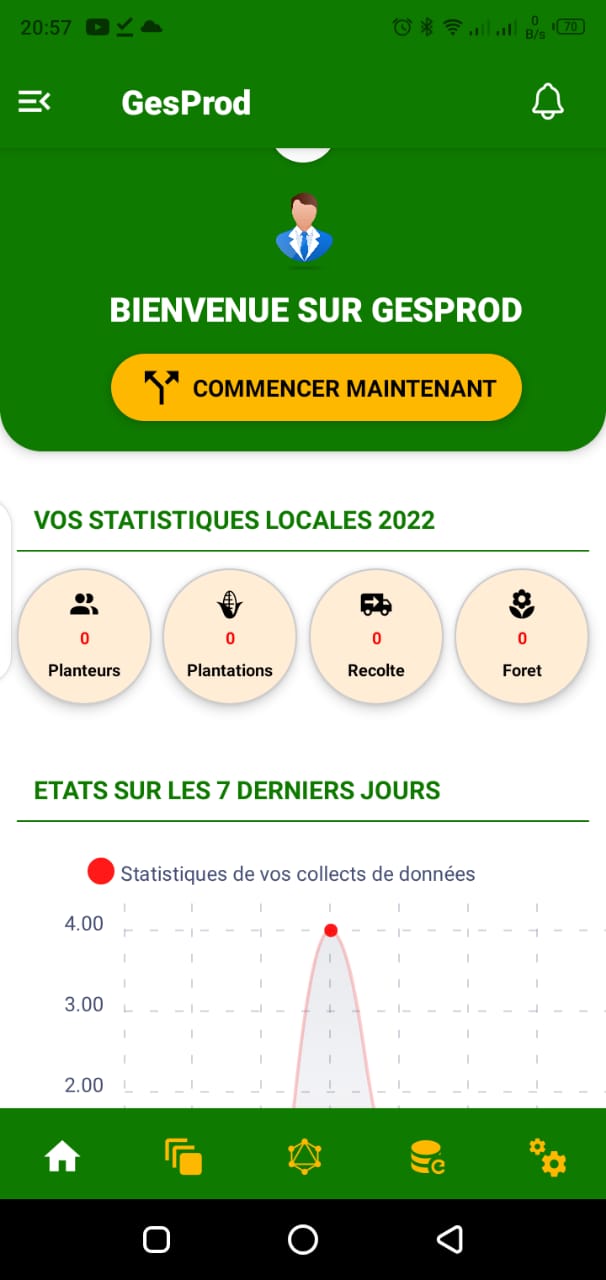 20:57
0
B/s
70
GesProd
BIENVENUE SUR GESPROD
COMMENCER MAINTENANT
VOS STATISTIQUES LOCALES 2022
0 0 0 0
Planteurs Plantations Recolte Foret
ETATS SUR LES 7 DERNIERS JOURS
Statistiques de vos collects de données
4.00
3.00
2.00